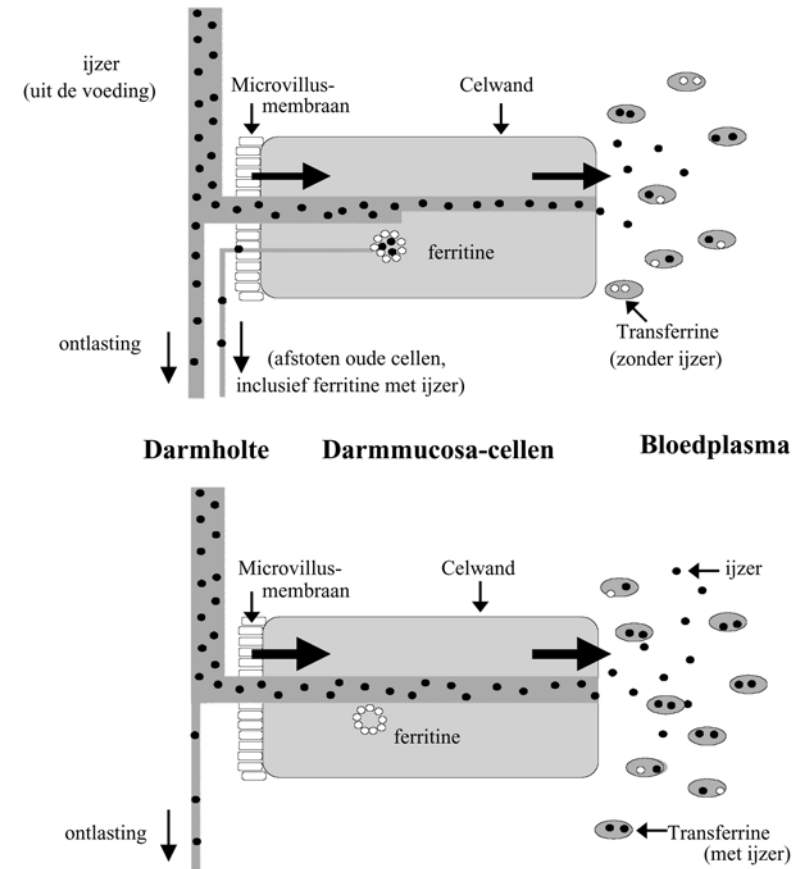 ijzer
(uit de voeding)
Microvillus-
membraan
Celwand
ferritine
Transferrine
(zonder ijzer)
ontlasting
(afstoten oude cellen,
inclusief ferritine met ijzer)
Darmholte
Darmmucosa-cellen
Bloedplasma
Microvillus-
membraan
Celwand
ijzer
ferritine
ontlasting
Transferrine
(met ijzer)